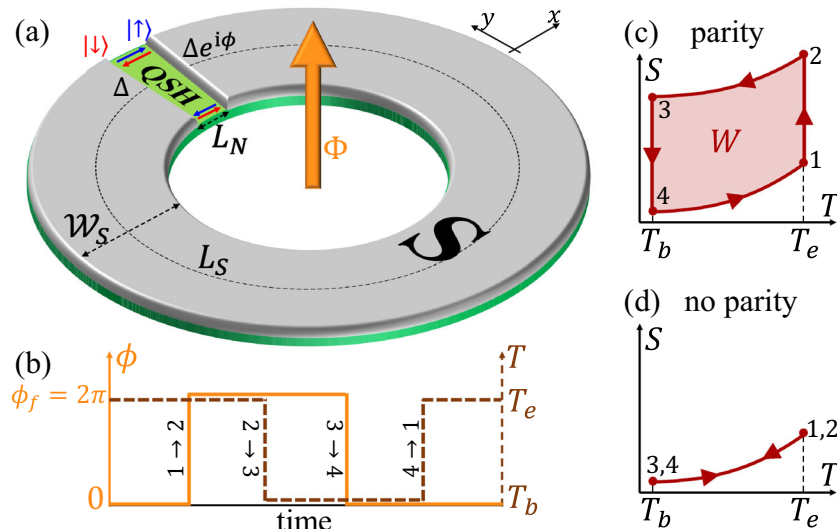 (a)
|↓⟩
|↑⟩
Δe^{iϕ}
Δ
QSH
L_N
Φ
y
x
W_S
L_S
S
(b)
ϕ
T
ϕ_f = 2π
T_e
1 → 2
3 ← 2
3 → 4
4 → 1
0
T_b
time
(c) parity
S
2
3
W
1
4
T
T_b
T_e
(d) no parity
S
1,2
3,4
T
T_b
T_e